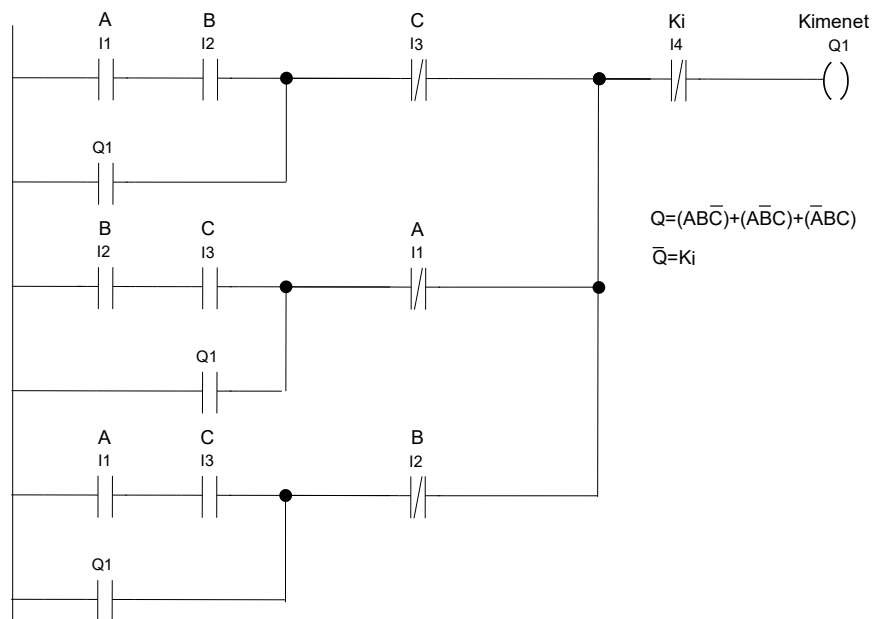 A B C Ki Kimenet
I1 I2 I3 I4 Q1
Q1
Q=(ABC̅)+(AB̅C)+(A̅BC)
B C A
I2 I3 I1
Q̅=Ki
Q1
A C B
I1 I3 I2
Q1